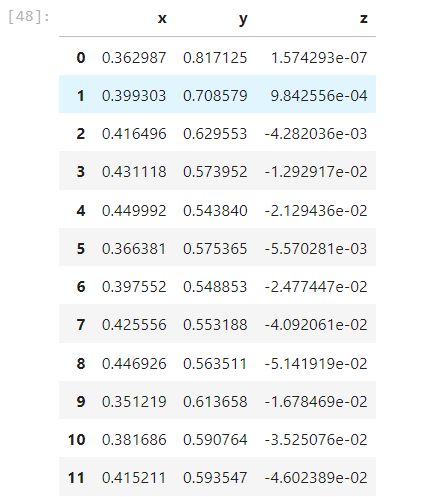 [48]: x y z
0 0.362987 0.817125 1.574293e-07
1 0.399303 0.708579 9.842556e-04
2 0.416496 0.629553 -4.282036e-03
3 0.431118 0.573952 -1.292917e-02
4 0.449992 0.543840 -2.129436e-02
5 0.366381 0.575365 -5.570281e-03
6 0.397552 0.548853 -2.477447e-02
7 0.425556 0.553188 -4.092061e-02
8 0.446926 0.563511 -5.141919e-02
9 0.351219 0.613658 -1.678469e-02
10 0.381686 0.590764 -3.525076e-02
11 0.415211 0.593547 -4.602389e-02